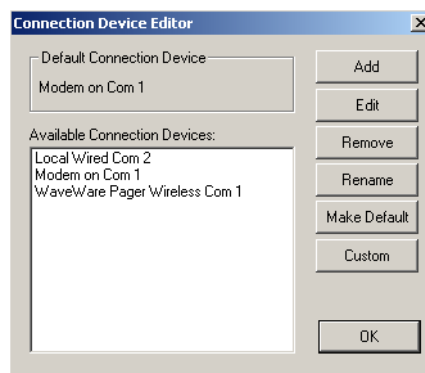 Connection Device Editor
Default Connection Device
Modem on Com 1
Available Connection Devices:
Local Wired Com 2
Modem on Com 1
WaveWare Pager Wireless Com 1
Add
Edit
Remove
Rename
Make Default
Custom
OK